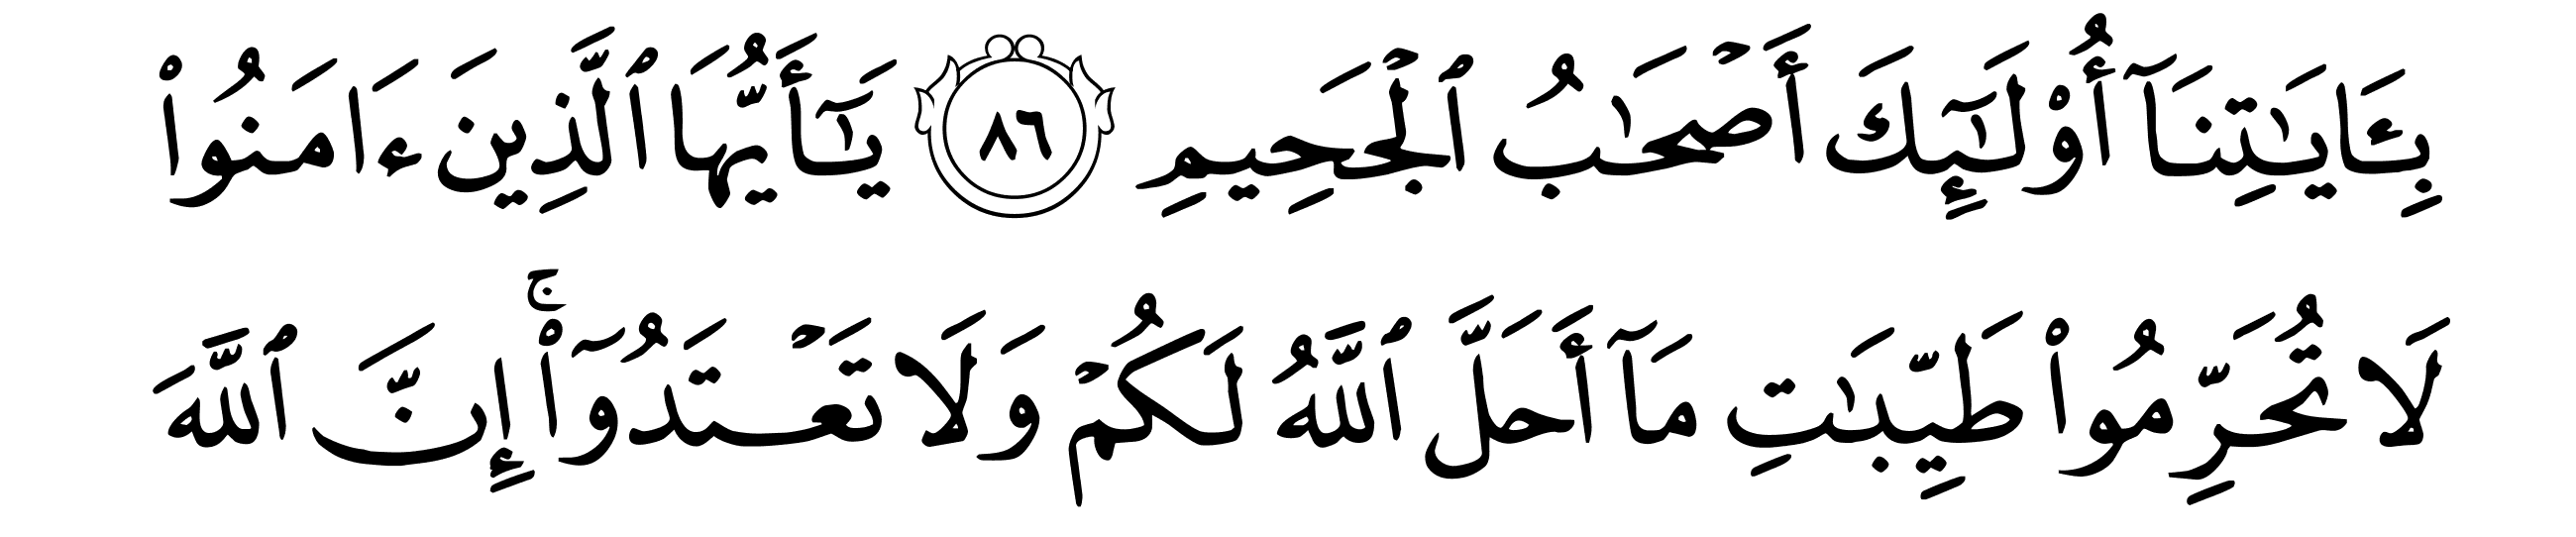 بِـَٔايَـٰتِنَآ أُو۟لَـٰٓئِكَ أَصْحَـٰبُ ٱلْجَحِيمِ ٨٦ يَـٰٓأَيُّهَا ٱلَّذِينَ ءَامَنُوا۟
لَا تُحَرِّمُوا۟ طَيِّبَـٰتِ مَآ أَحَلَّ ٱللَّهُ لَكُمْ وَلَا تَعْتَدُوٓا۟ ۚ إِنَّ ٱللَّهَ